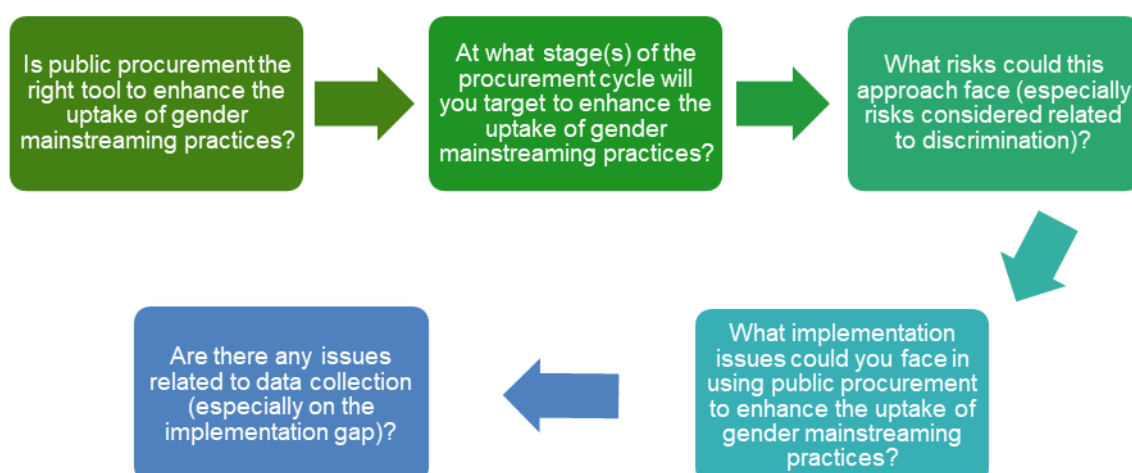 Is public procurement the
right tool to enhance the
uptake of gender
mainstreaming practices?
At what stage(s) of the
procurement cycle will
you target to enhance the
uptake of gender
mainstreaming practices?
What risks could this
approach face (especially
risks considered related
to discrimination)?
What implementation
issues could you face in
using public procurement
to enhance the uptake of
gender mainstreaming
practices?
Are there any issues
related to data collection
(especially on the
implementation gap)?